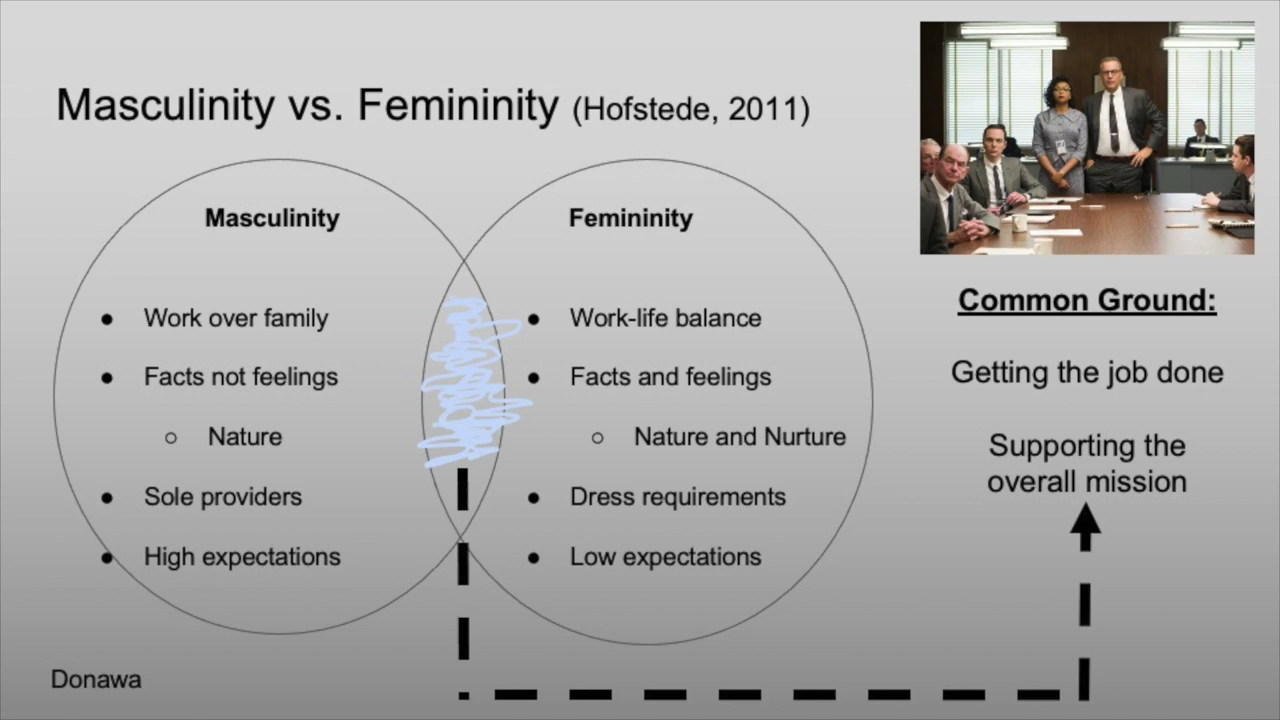 Masculinity vs. Femininity (Hofstede, 2011)
Masculinity
● Work over family
● Facts not feelings
○ Nature
● Sole providers
● High expectations
Femininity
● Work-life balance
● Facts and feelings
○ Nature and Nurture
● Dress requirements
● Low expectations
Common Ground:
Getting the job done
Supporting the
overall mission
Donawa